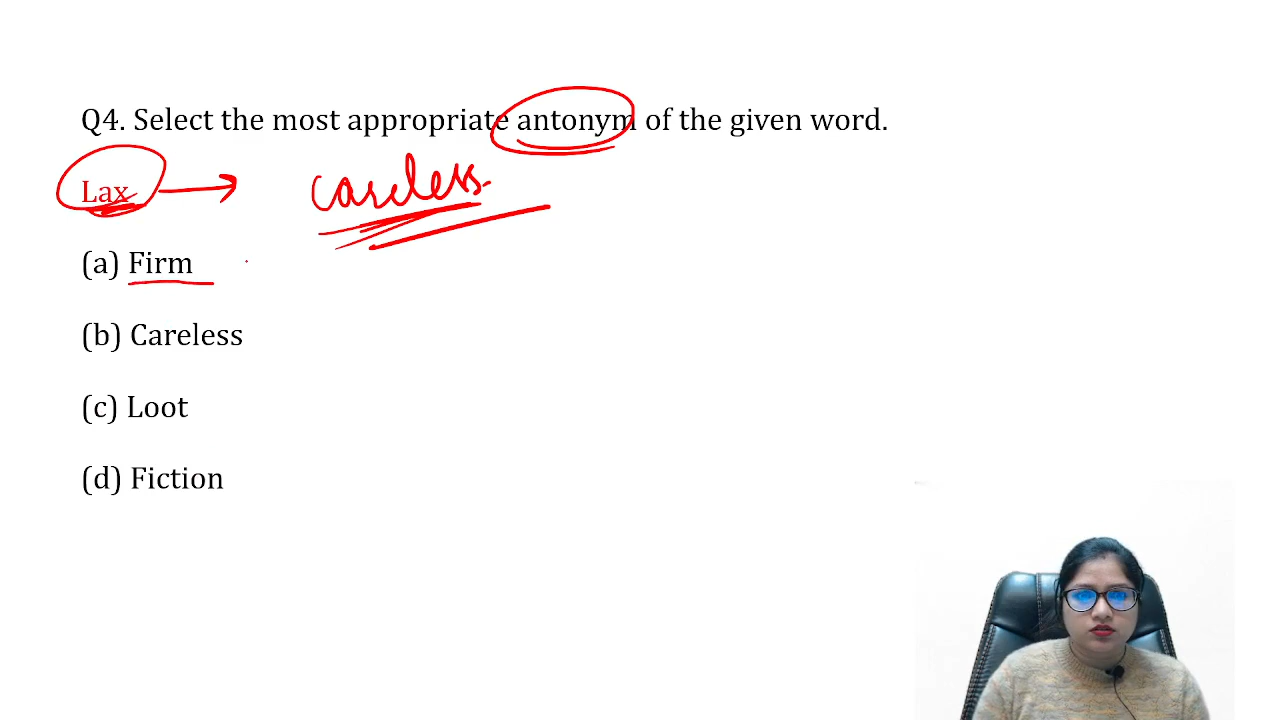 Q4. Select the most appropriate antonym of the given word.
Lax → careless.
(a) Firm
(b) Careless
(c) Loot
(d) Fiction